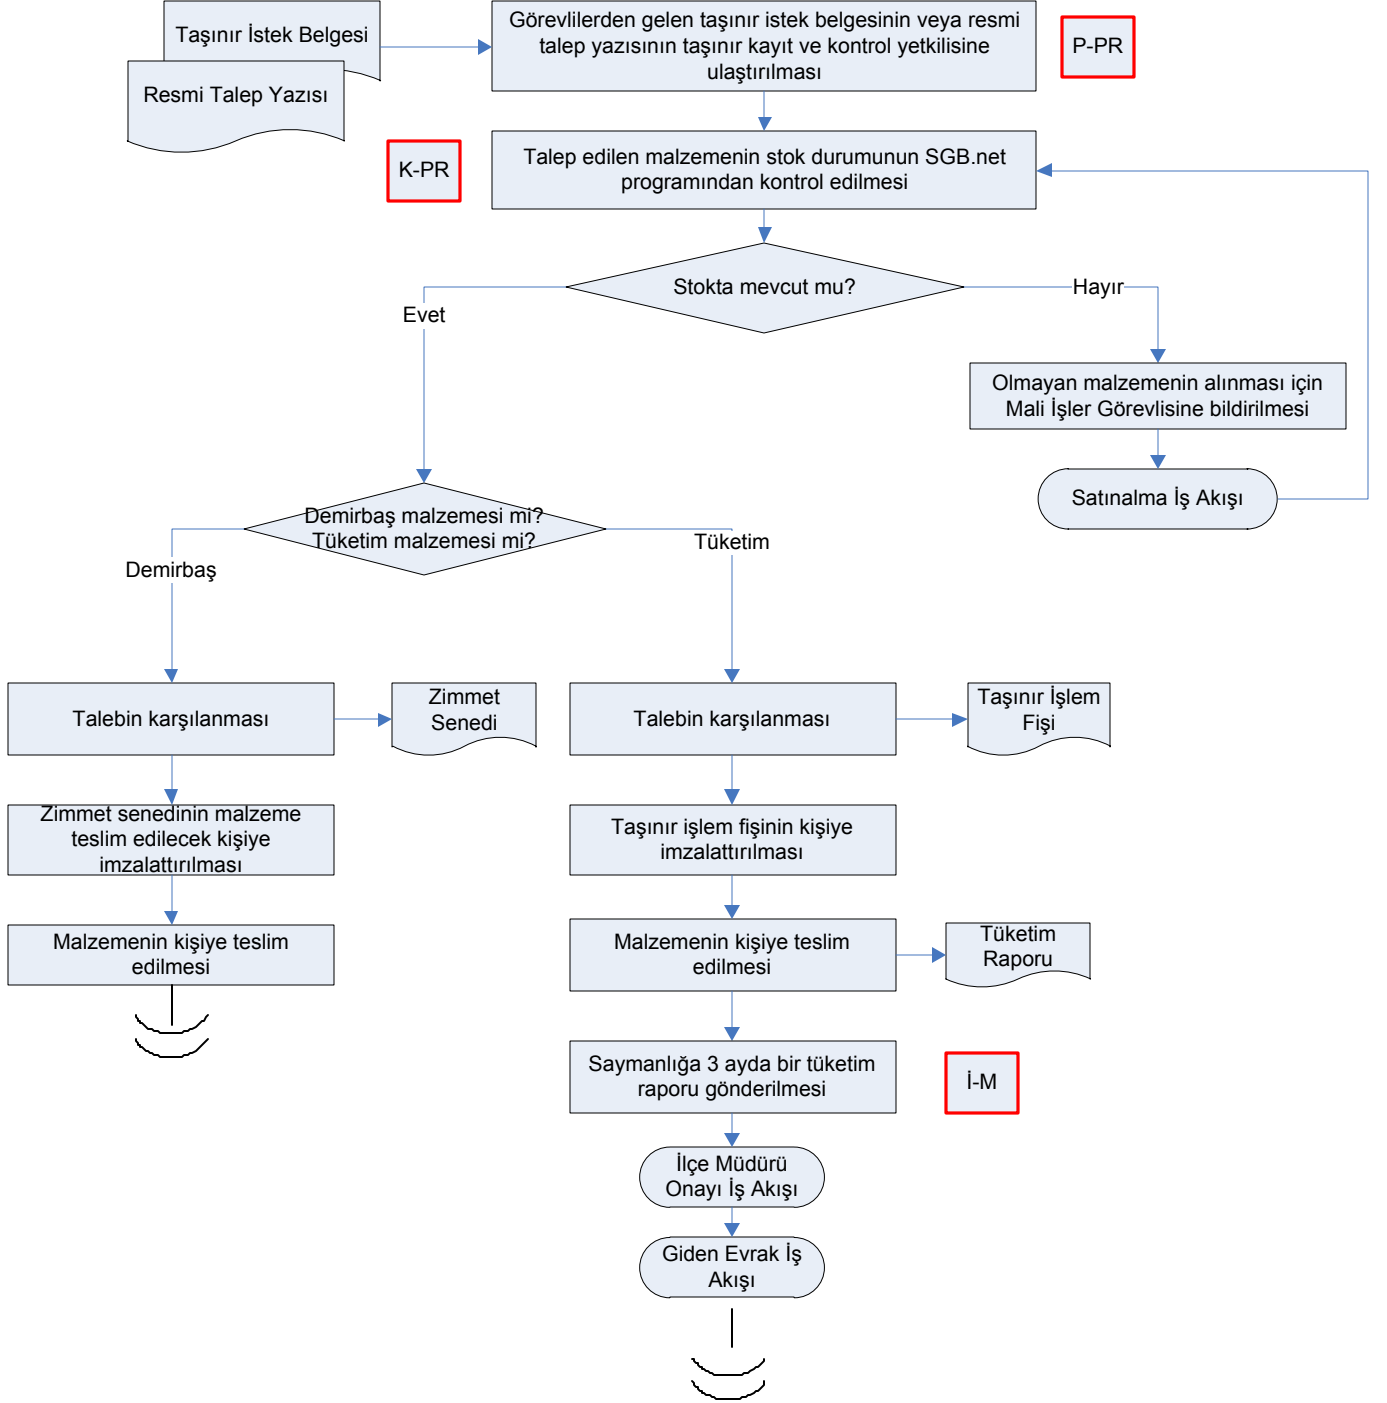 Taşınır İstek Belgesi
Resmi Talep Yazısı
Görevlilerden gelen taşınır istek belgesinin veya resmi
talep yazısının taşınır kayıt ve kontrol yetkilisine
ulaştırılması
P-PR
K-PR
Talep edilen malzemenin stok durumunun SGB.net
programından kontrol edilmesi
Stokta mevcut mu?
Evet
Hayır
Olmayan malzemenin alınması için
Mali İşler Görevlisine bildirilmesi
Satınalma İş Akışı
Demirbaş malzemesi mi?
Tüketim malzemesi mi?
Demirbaş
Tüketim
Talebin karşılanması
Zimmet
Senedi
Talebin karşılanması
Taşınır İşlem
Fişi
Zimmet senedinin malzeme
teslim edilecek kişiye
imzalattırılması
Taşınır işlem fişinin kişiye
imzalattırılması
Malzemenin kişiye teslim
edilmesi
Malzemenin kişiye teslim
edilmesi
Tüketim
Raporu
Saymanlığa 3 ayda bir tüketim
raporu gönderilmesi
İ-M
İlçe Müdürü
Onayı İş Akışı
Giden Evrak İş
Akışı